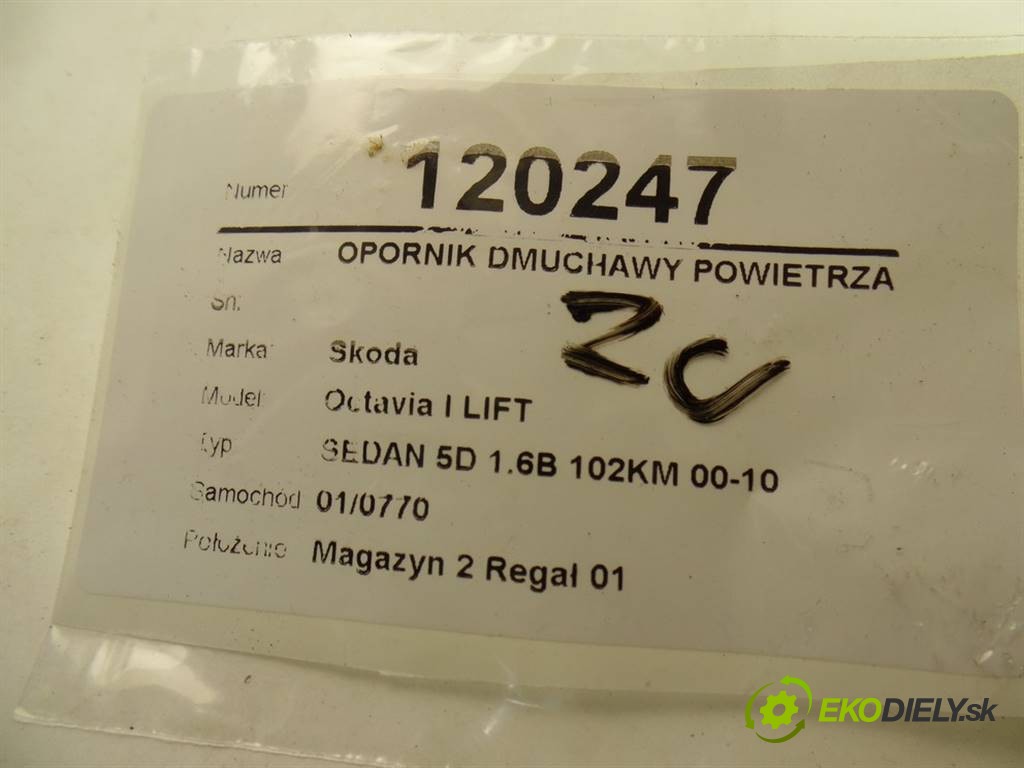 Numer 120247
Nazwa OPORNIK DMUCHAWY POWIETRZA
Sn:
ZC
Marka: Skoda
Model: Octavia I LIFT
Typ SEDAN 5D 1.6B 102KM 00-10
Samochód 01/0770
Położenie Magazyn 2 Regał 01
EKODIELY.sk